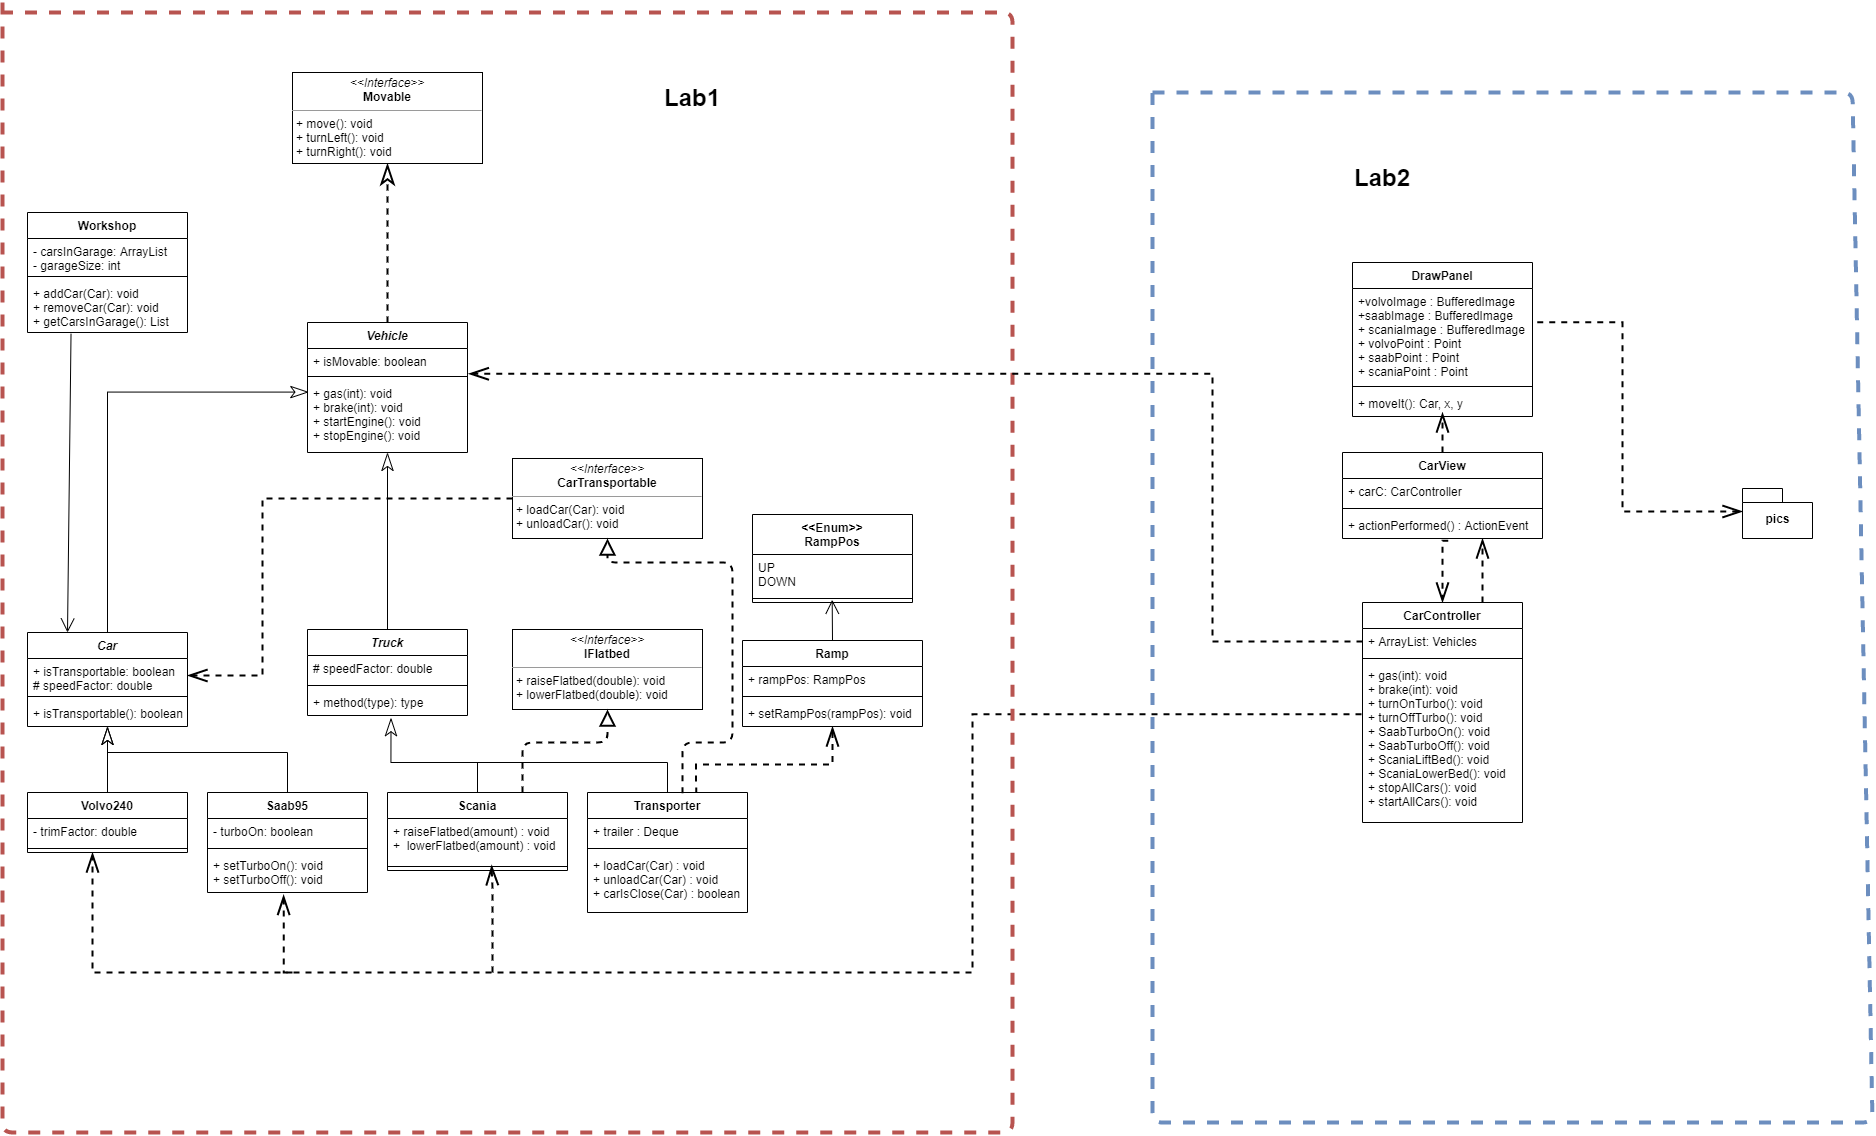 Lab1
<<Interface>>
Movable
+ move(): void
+ turnLeft(): void
+ turnRight(): void
Workshop
- carsInGarage: ArrayList
- garageSize: int
+ addCar(Car): void
+ removeCar(Car): void
+ getCarsInGarage(): List
Vehicle
+ isMovable: boolean
+ gas(int): void
+ brake(int): void
+ startEngine(): void
+ stopEngine(): void
<<Interface>>
CarTransportable
+ loadCar(Car): void
+ unloadCar(): void
<<Enum>>
RampPos
UP
DOWN
Car
+ isTransportable: boolean
# speedFactor: double
+ isTransportable(): boolean
Truck
# speedFactor: double
+ method(type): type
<<Interface>>
IFlatbed
+ raiseFlatbed(double): void
+ lowerFlatbed(double): void
Ramp
+ rampPos: RampPos
+ setRampPos(rampPos): void
Volvo240
- trimFactor: double
Saab95
- turboOn: boolean
+ setTurboOn(): void
+ setTurboOff(): void
Scania
+ raiseFlatbed(amount) : void
+ lowerFlatbed(amount) : void
Transporter
+ trailer : Deque
+ loadCar(Car) : void
+ unloadCar(Car) : void
+ carIsClose(Car) : boolean
Lab2
DrawPanel
+volvoImage : BufferedImage
+saabImage : BufferedImage
+ scaniaImage : BufferedImage
+ volvoPoint : Point
+ saabPoint : Point
+ scaniaPoint : Point
+ moveIt(): Car, x, y
CarView
+ carC: CarController
+ actionPerformed() : ActionEvent
pics
CarController
+ ArrayList: Vehicles
+ gas(int): void
+ brake(int): void
+ turnOnTurbo(): void
+ turnOffTurbo(): void
+ SaabTurboOn(): void
+ SaabTurboOff(): void
+ ScaniaLiftBed(): void
+ ScaniaLowerBed(): void
+ stopAllCars(): void
+ startAllCars(): void